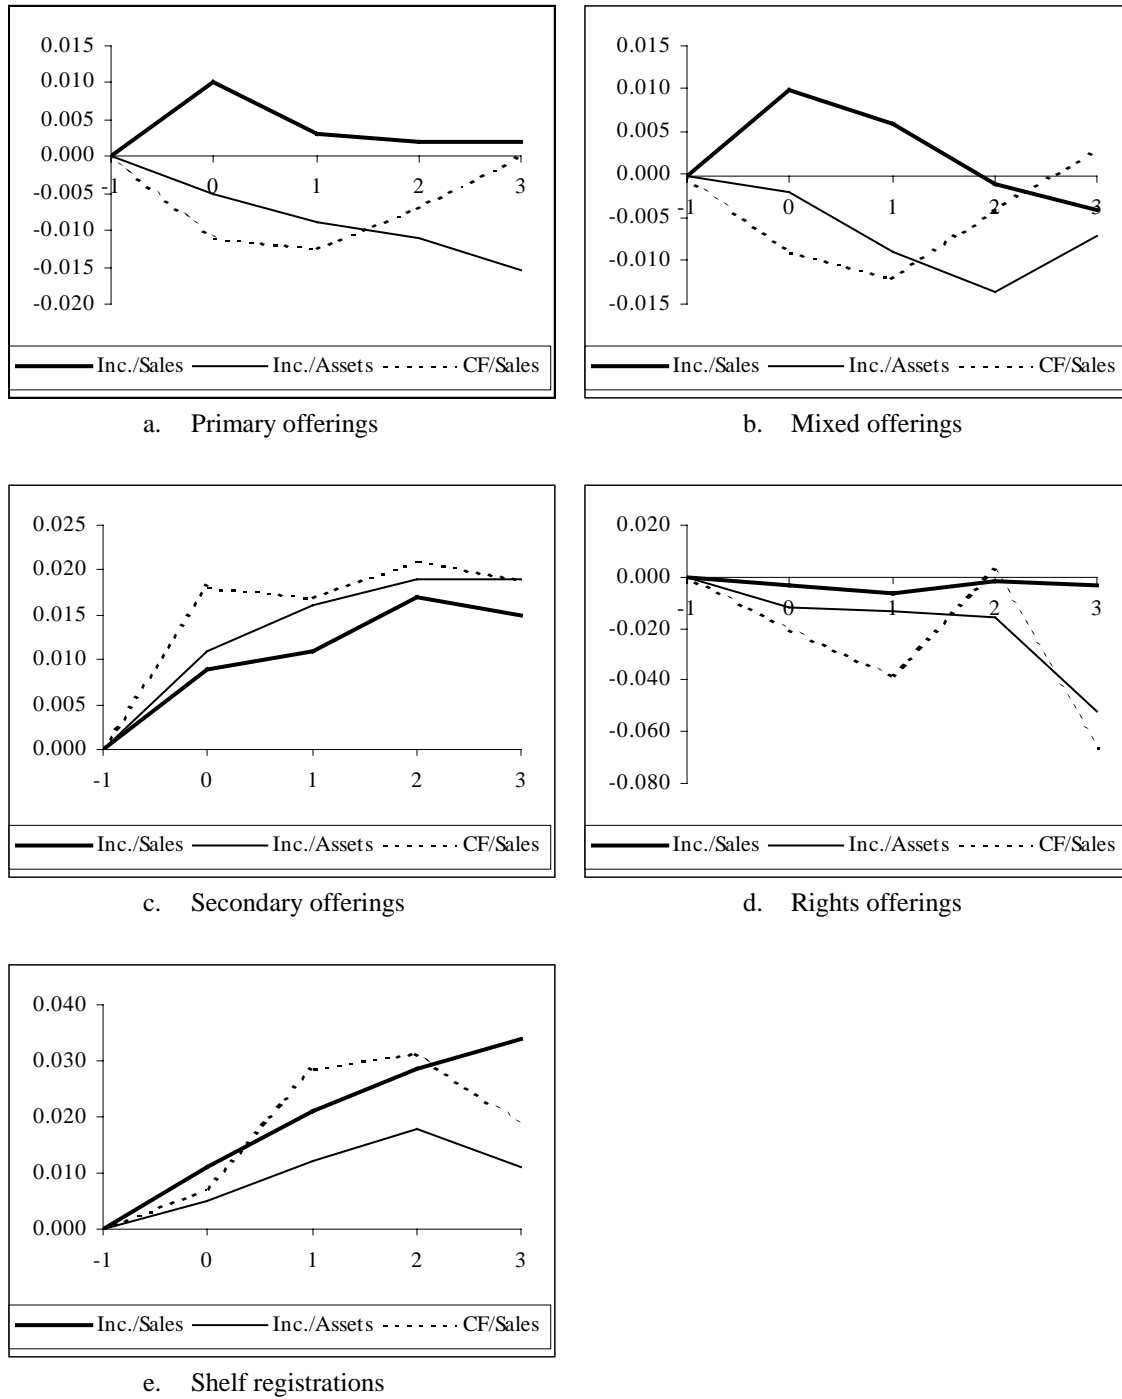 0.015
0.010
0.005
0.000
-0.005
-0.010
-0.015
-0.020
-1 0 1 2 3
Inc./Sales Inc./Assets CF/Sales
a. Primary offerings
0.020
0.015
0.010
0.005
0.000
-0.005
-0.010
-0.015
-1 0 1 2 3
Inc./Sales Inc./Assets CF/Sales
b. Mixed offerings
0.025
0.020
0.015
0.010
0.005
0.000
-1 0 1 2 3
Inc./Sales Inc./Assets CF/Sales
c. Secondary offerings
0.020
0.000
-0.020
-0.040
-0.060
-0.080
-1 0 1 2 3
Inc./Sales Inc./Assets CF/Sales
d. Rights offerings
0.040
0.030
0.020
0.010
0.000
-1 0 1 2 3
Inc./Sales Inc./Assets CF/Sales
e. Shelf registrations